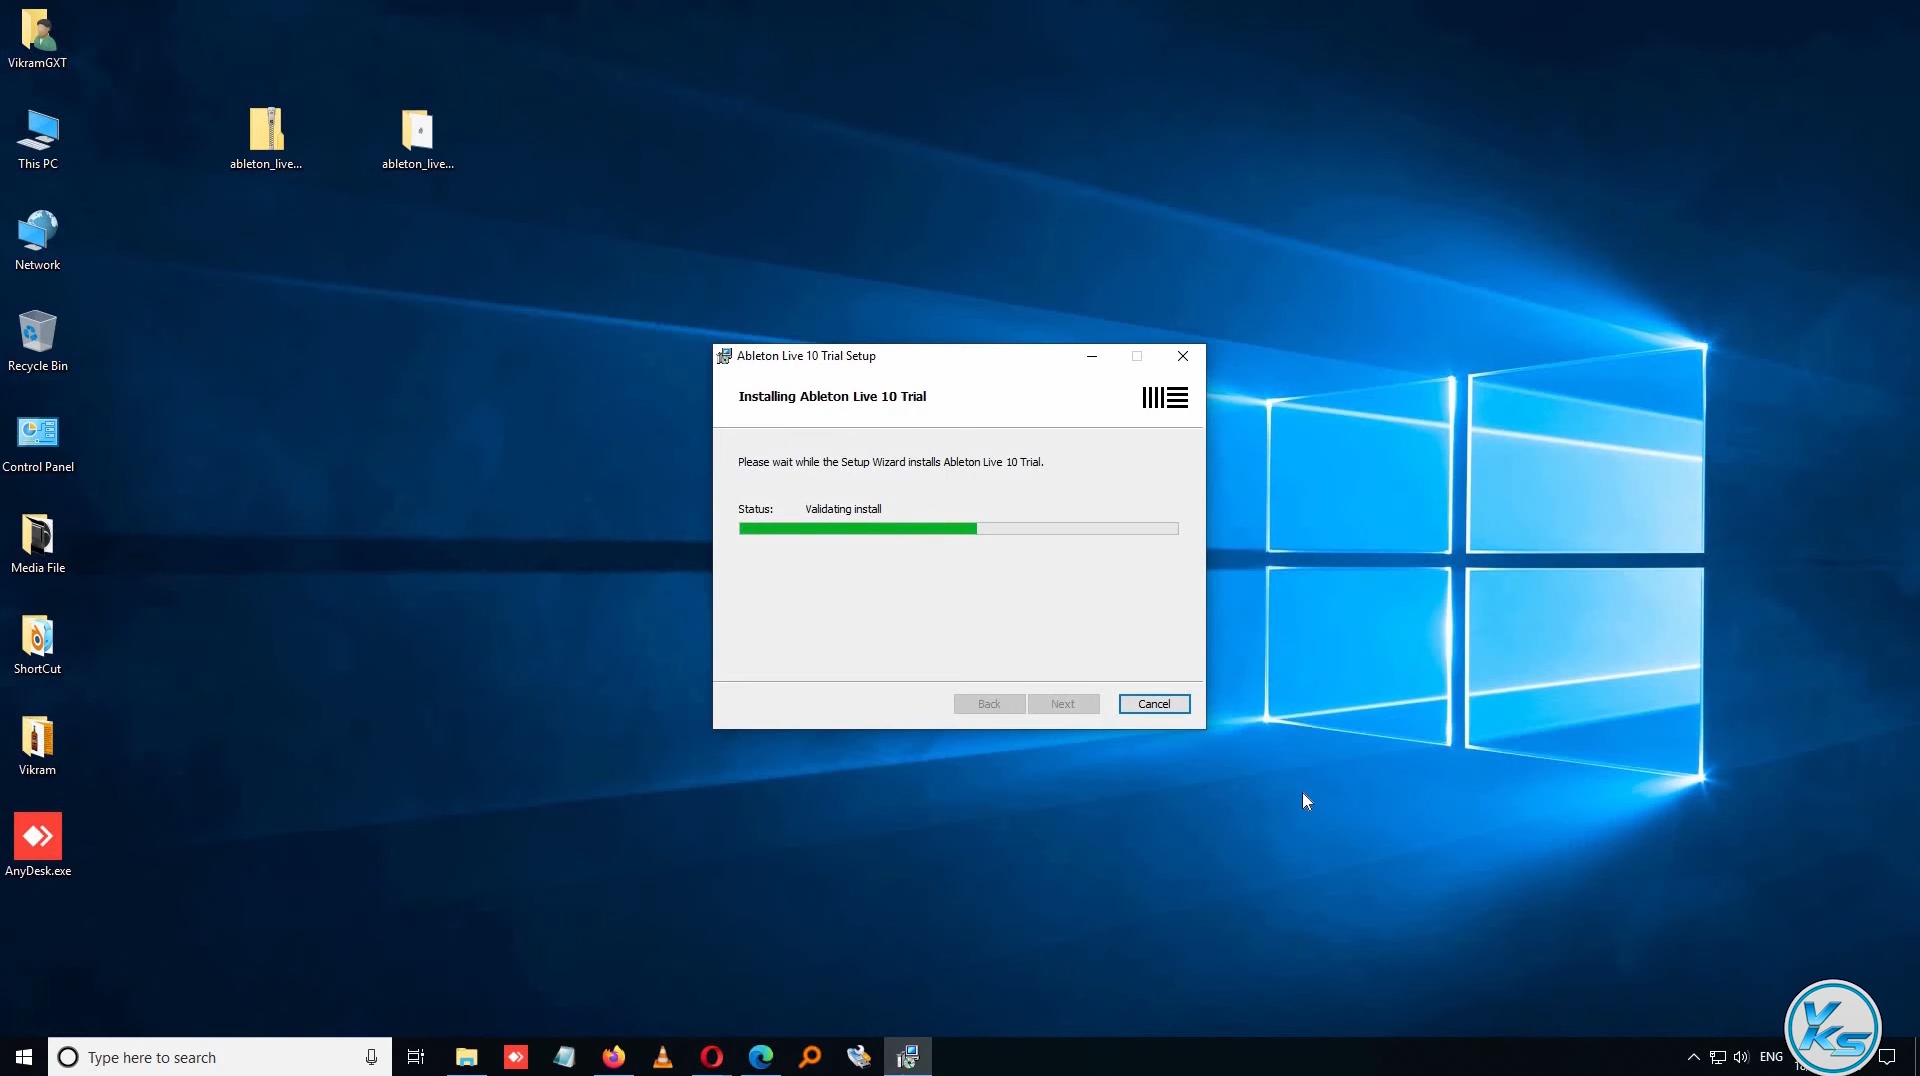 VikramGXT
This PC
ableton_live...
ableton_live...
Network
Recycle Bin
Control Panel
Media File
ShortCut
Vikram
AnyDesk.exe
Ableton Live 10 Trial Setup
Installing Ableton Live 10 Trial
Please wait while the Setup Wizard installs Ableton Live 10 Trial.
Status: Validating install
Back Next Cancel
Type here to search
ENG
VKS